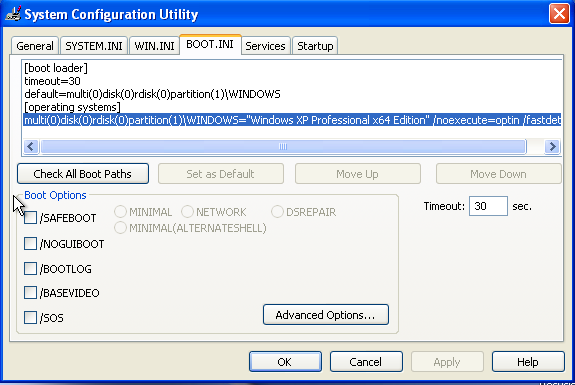 System Configuration Utility
General SYSTEM.INI WIN.INI BOOT.INI Services Startup
[boot loader]
timeout=30
default=multi(0)disk(0)rdisk(0)partition(1)\WINDOWS
[operating systems]
multi(0)disk(0)rdisk(0)partition(1)\WINDOWS="Windows XP Professional x64 Edition" /noexecute=optin /fastdet
Check All Boot Paths Set as Default Move Up Move Down
Boot Options
Timeout: 30 sec.
/SAFEBOOT MINIMAL NETWORK DSREPAIR
MINIMAL(ALTERNATESHELL)
/NOGUIBOOT
/BOOTLOG
/BASEVIDEO
/SOS
Advanced Options...
OK Cancel Apply Help